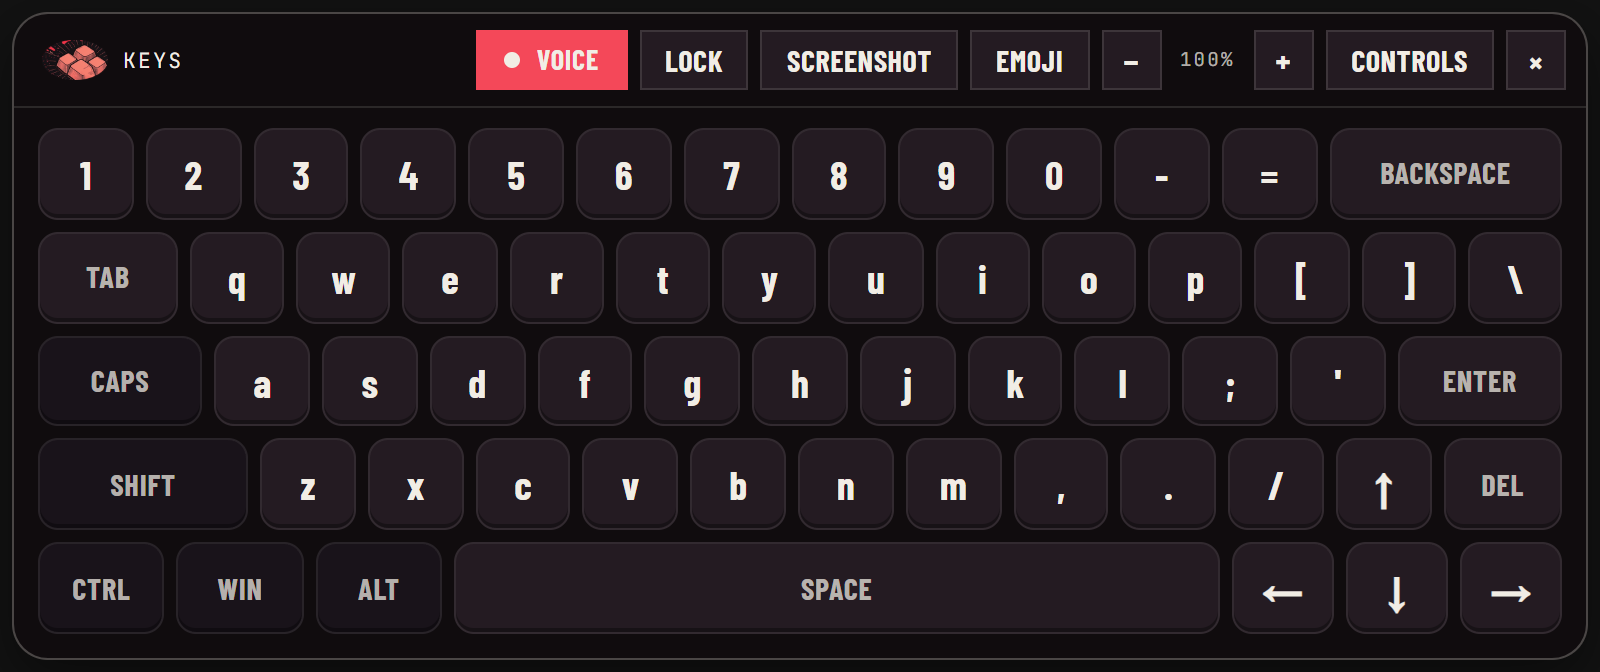 KEYS VOICE LOCK SCREENSHOT EMOJI − 100% + CONTROLS ×
1 2 3 4 5 6 7 8 9 0 - = BACKSPACE
TAB q w e r t y u i o p [ ] \
CAPS a s d f g h j k l ; ' ENTER
SHIFT z x c v b n m , . / ↑ DEL
CTRL WIN ALT SPACE ← ↓ →